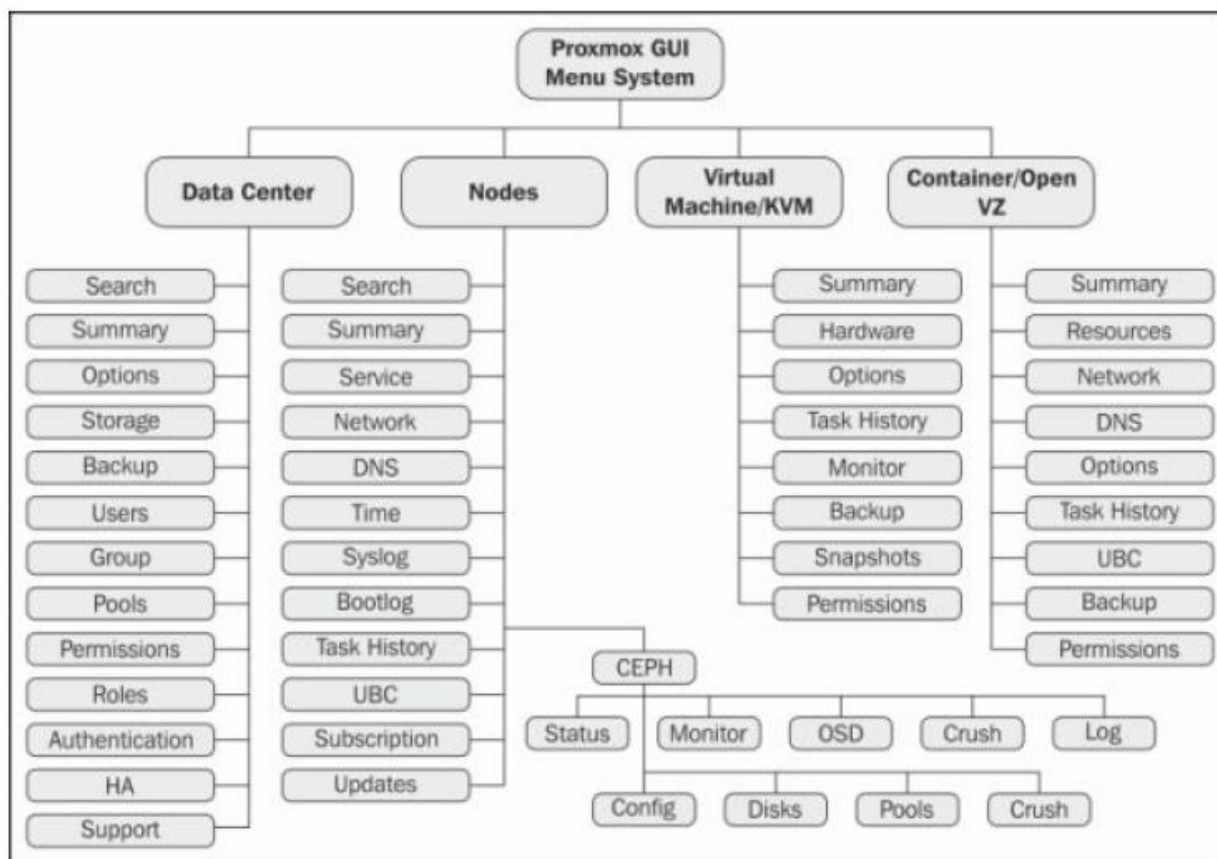 Proxmox GUI
Menu System
Data Center
Nodes
Virtual
Machine/KVM
Container/Open
VZ
Search
Summary
Options
Storage
Backup
Users
Group
Pools
Permissions
Roles
Authentication
HA
Support
Search
Summary
Service
Network
DNS
Time
Syslog
Bootlog
Task History
UBC
Subscription
Updates
CEPH
Status
Monitor
OSD
Crush
Log
Config
Disks
Pools
Crush
Summary
Hardware
Options
Task History
Monitor
Backup
Snapshots
Permissions
Summary
Resources
Network
DNS
Options
Task History
UBC
Backup
Permissions